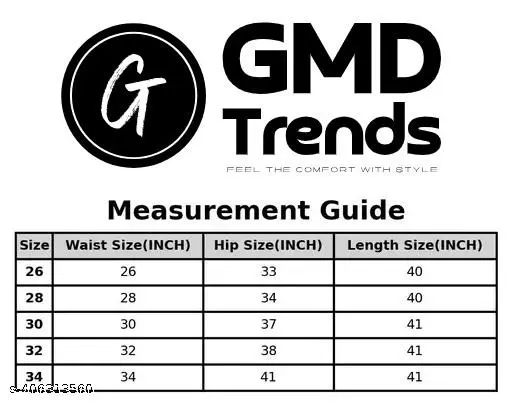 G
GMD
Trends
FEEL THE COMFORT WITH STYLE
Measurement Guide
Size Waist Size(INCH) Hip Size(INCH) Length Size(INCH)
26 26 33 40
28 28 34 40
30 30 37 41
32 32 38 41
34 34 41 41
s-406313560